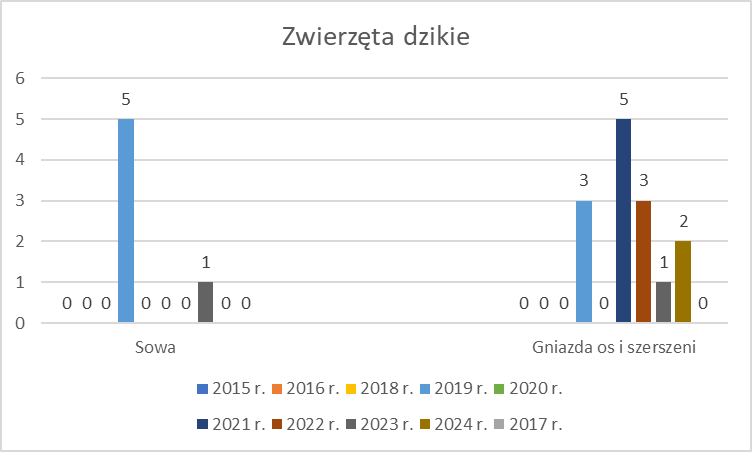 Zwierzęta dzikie
6
5
4
3
2
1
0
0 0 0 5 0 0 0 1 0 0
0 0 0 3 0 5 3 1 2 0
Sowa Gniazda os i szerszeni
2015 r. 2016 r. 2018 r. 2019 r. 2020 r.
2021 r. 2022 r. 2023 r. 2024 r. 2017 r.